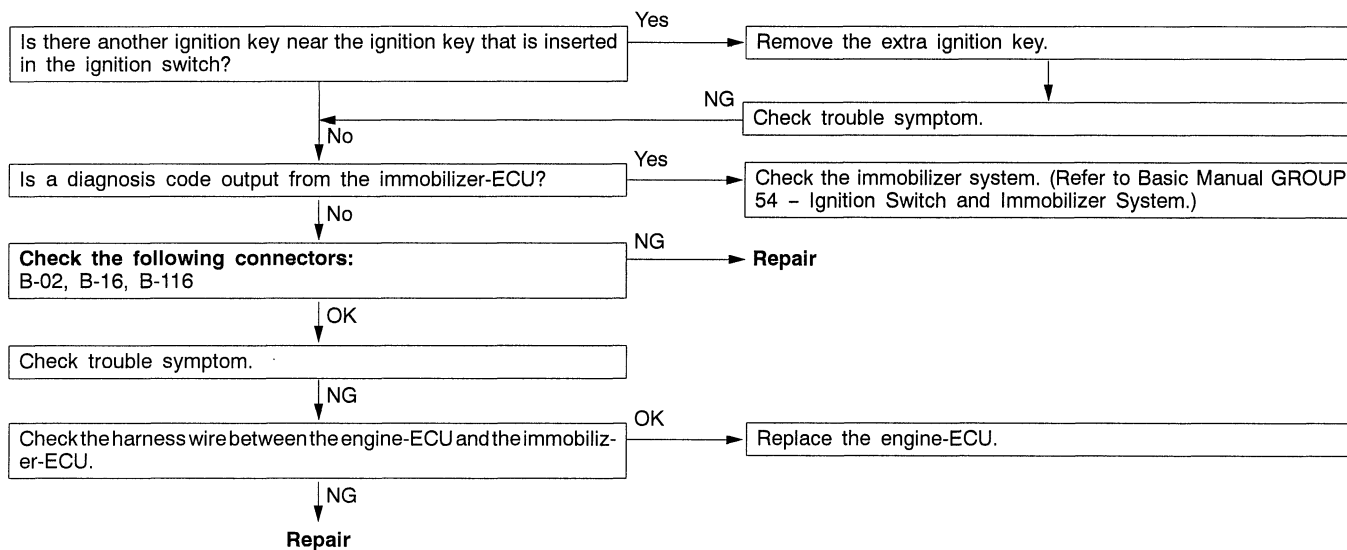 Is there another ignition key near the ignition key that is inserted
in the ignition switch?
Yes
Remove the extra ignition key.
NG
Check trouble symptom.
No
Is a diagnosis code output from the immobilizer-ECU?
Yes
Check the immobilizer system. (Refer to Basic Manual GROUP
54 – Ignition Switch and Immobilizer System.)
No
Check the following connectors:
B-02, B-16, B-116
NG
Repair
OK
Check trouble symptom.
NG
Check the harness wire between the engine-ECU and the immobiliz-
er-ECU.
OK
Replace the engine-ECU.
NG
Repair